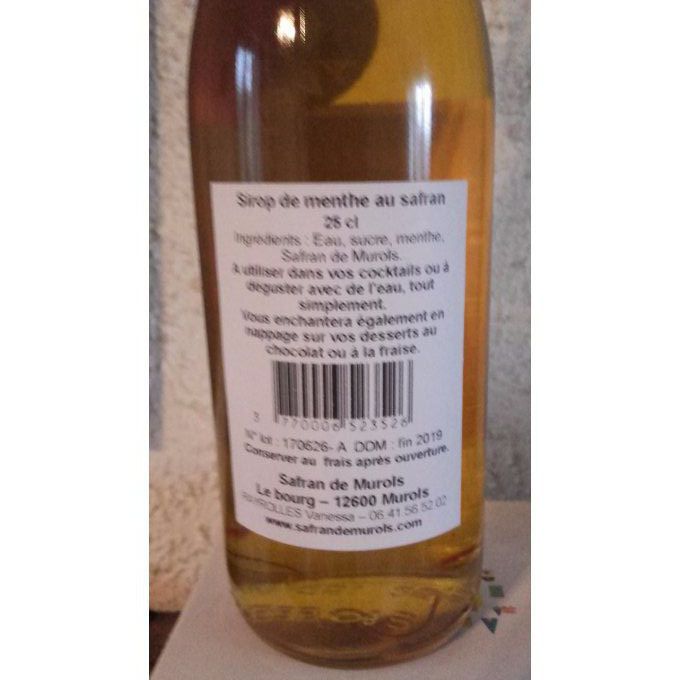 Sirop de menthe au safran
25 cl
Ingrédients : Eau, sucre, menthe,
Safran de Murols.
A utiliser dans vos cocktails ou à
deguster avec de l'eau, tout
simplement.
Vous enchantera également en
nappage sur vos desserts au
chocolat ou à la fraise.
3 770006 523526
N° lot : 170626- A DDM : fin 2019
Conserver au frais après ouverture.
Safran de Murols
Le bourg – 12600 Murols
Vanessa – 06.41.56.52.02
www.safrandemurols.com